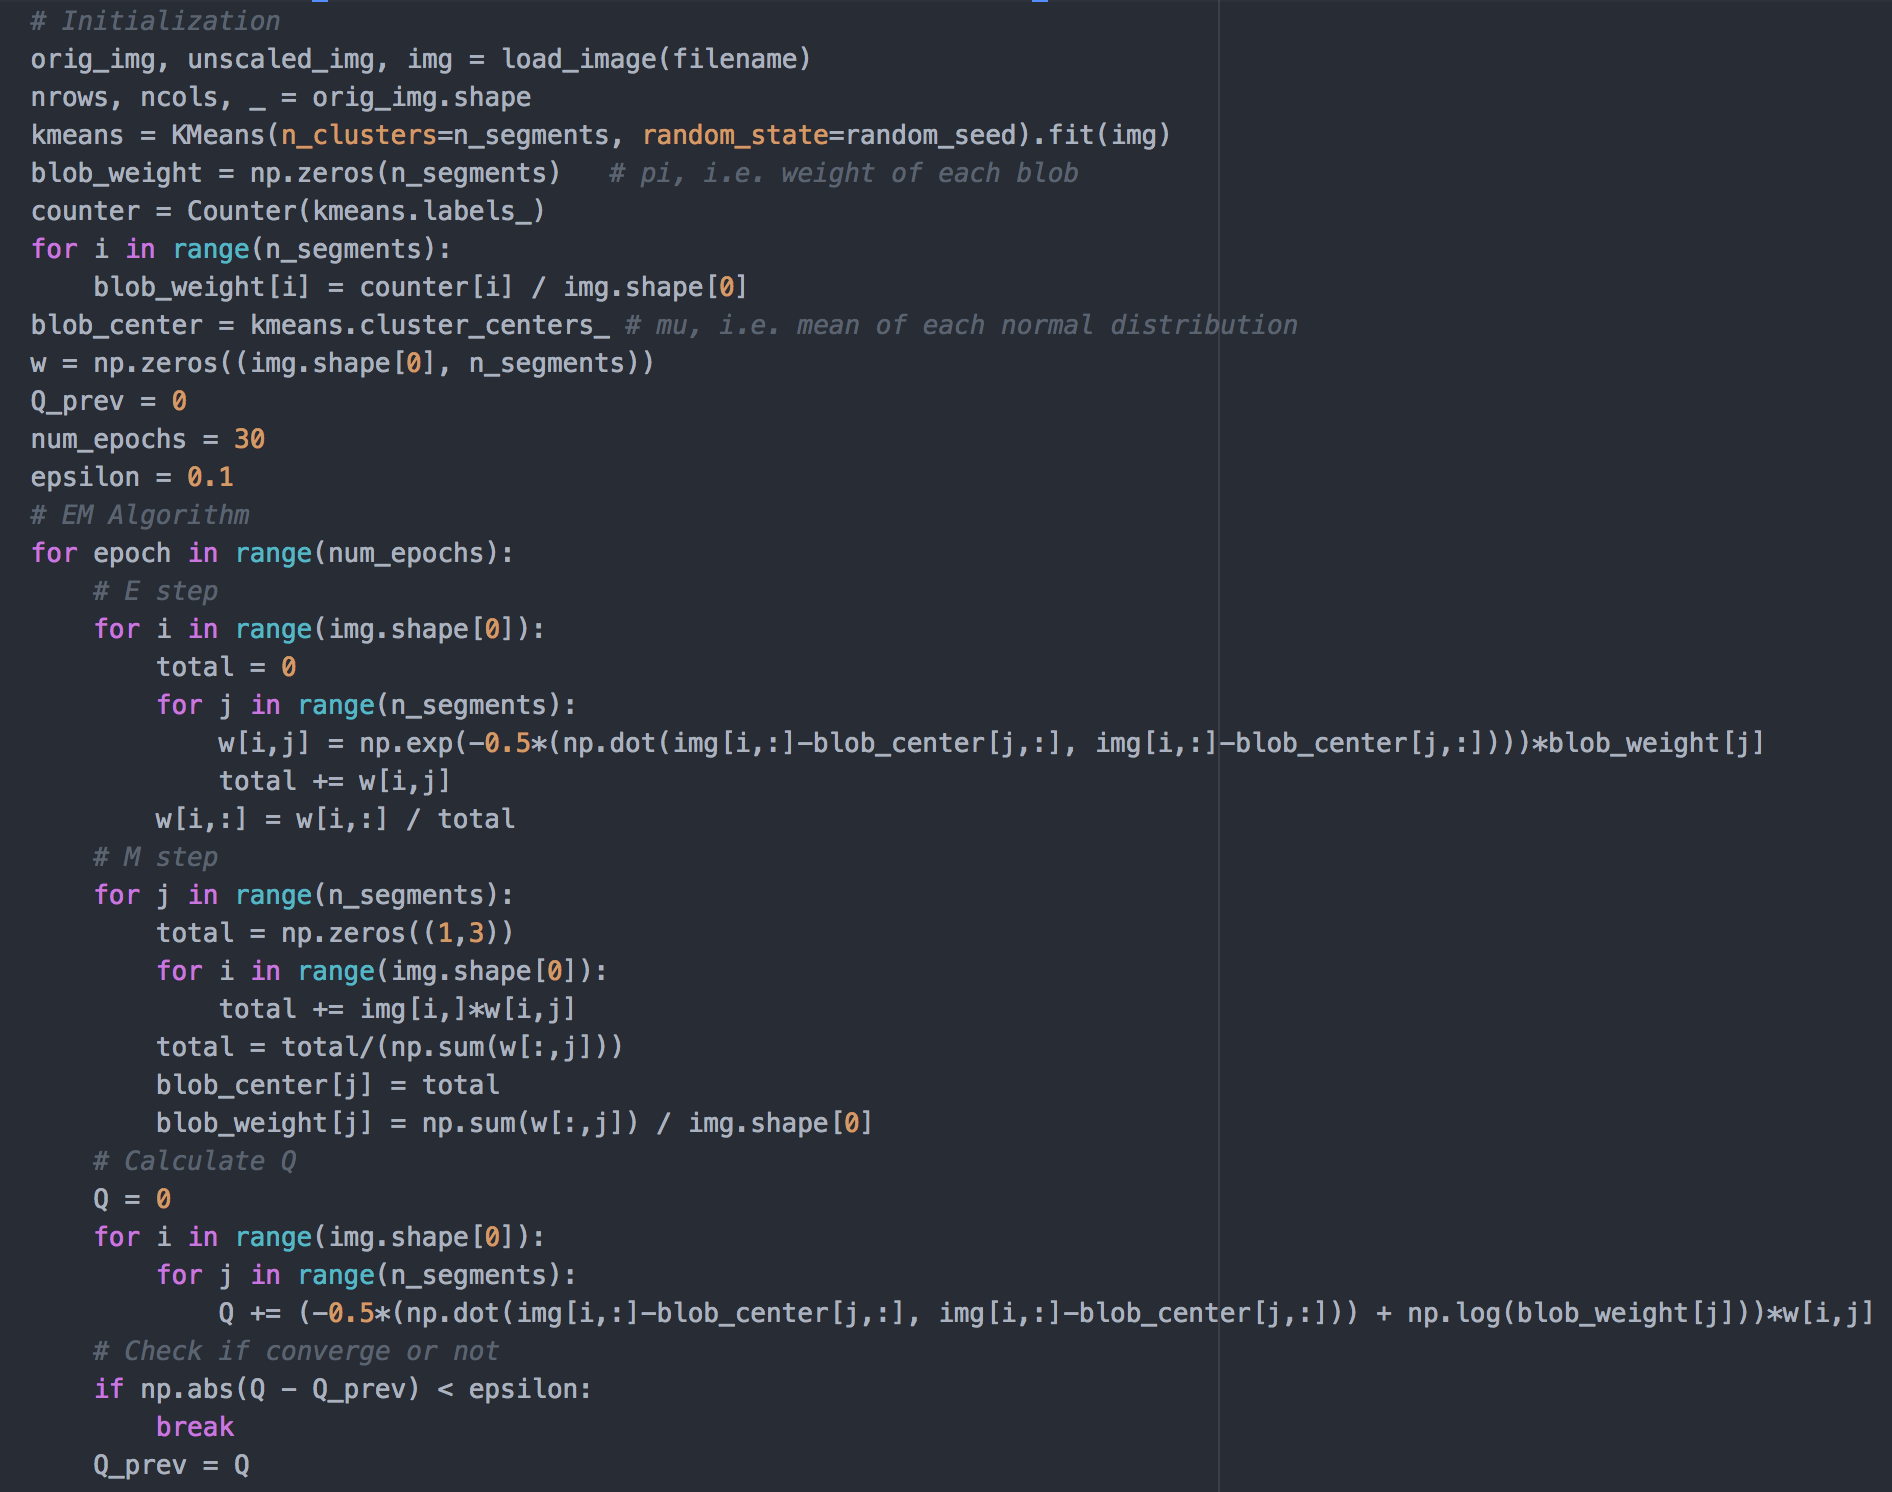 # Initialization
orig_img, unscaled_img, img = load_image(filename)
nrows, ncols, _ = orig_img.shape
kmeans = KMeans(n_clusters=n_segments, random_state=random_seed).fit(img)
blob_weight = np.zeros(n_segments)   # pi, i.e. weight of each blob
counter = Counter(kmeans.labels_)
for i in range(n_segments):
    blob_weight[i] = counter[i] / img.shape[0]
blob_center = kmeans.cluster_centers_ # mu, i.e. mean of each normal distribution
w = np.zeros((img.shape[0], n_segments))
Q_prev = 0
num_epochs = 30
epsilon = 0.1
# EM Algorithm
for epoch in range(num_epochs):
    # E step
    for i in range(img.shape[0]):
        total = 0
        for j in range(n_segments):
            w[i,j] = np.exp(-0.5*(np.dot(img[i,:]-blob_center[j,:], img[i,:]-blob_center[j,:])))*blob_weight[j]
            total += w[i,j]
        w[i,:] = w[i,:] / total
    # M step
    for j in range(n_segments):
        total = np.zeros((1,3))
        for i in range(img.shape[0]):
            total += img[i,]*w[i,j]
        total = total/(np.sum(w[:,j]))
        blob_center[j] = total
        blob_weight[j] = np.sum(w[:,j]) / img.shape[0]
    # Calculate Q
    Q = 0
    for i in range(img.shape[0]):
        for j in range(n_segments):
            Q += (-0.5*(np.dot(img[i,:]-blob_center[j,:], img[i,:]-blob_center[j,:])) + np.log(blob_weight[j]))*w[i,j]
    # Check if converge or not
    if np.abs(Q - Q_prev) < epsilon:
        break
    Q_prev = Q